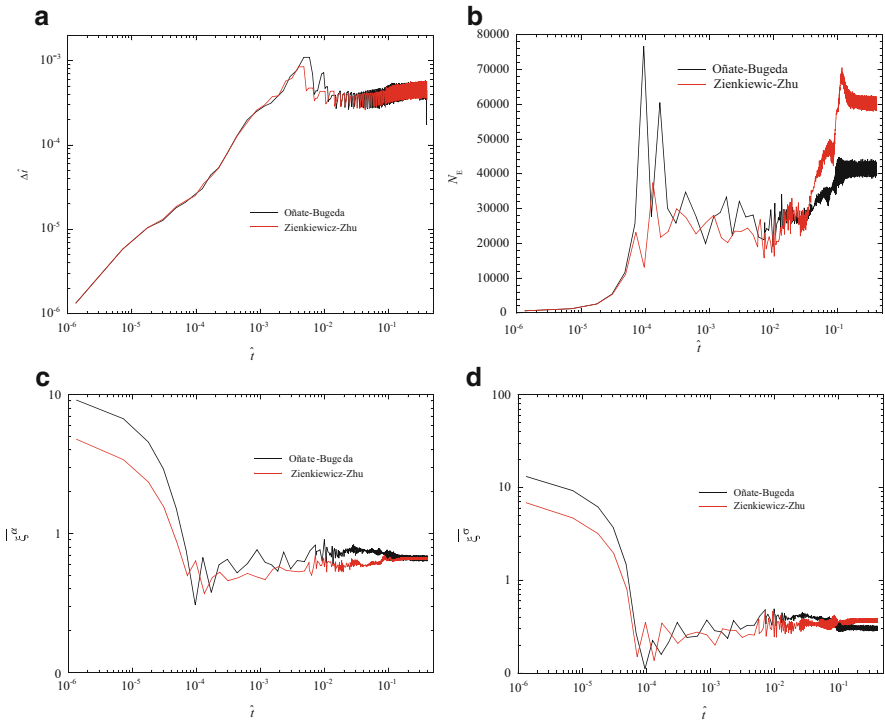 a
10⁻³
10⁻⁴
10⁻⁵
10⁻⁶
Δt̂
Oñate-Bugeda
Zienkiewicz-Zhu
10⁻⁶ 10⁻⁵ 10⁻⁴ 10⁻³ 10⁻² 10⁻¹
t̂
b
80000
70000
60000
50000
40000
30000
20000
10000
0
N_E
Oñate-Bugeda
Zienkiewic-Zhu
10⁻⁶ 10⁻⁵ 10⁻⁴ 10⁻³ 10⁻² 10⁻¹
t̂
c
10
1
0
ξ̅^α
Oñate-Bugeda
Zienkiewicz-Zhu
10⁻⁶ 10⁻⁵ 10⁻⁴ 10⁻³ 10⁻² 10⁻¹
t̂
d
100
10
1
0
ξ̅^σ
Oñate-Bugeda
Zienkiewicz-Zhu
10⁻⁶ 10⁻⁵ 10⁻⁴ 10⁻³ 10⁻² 10⁻¹
t̂